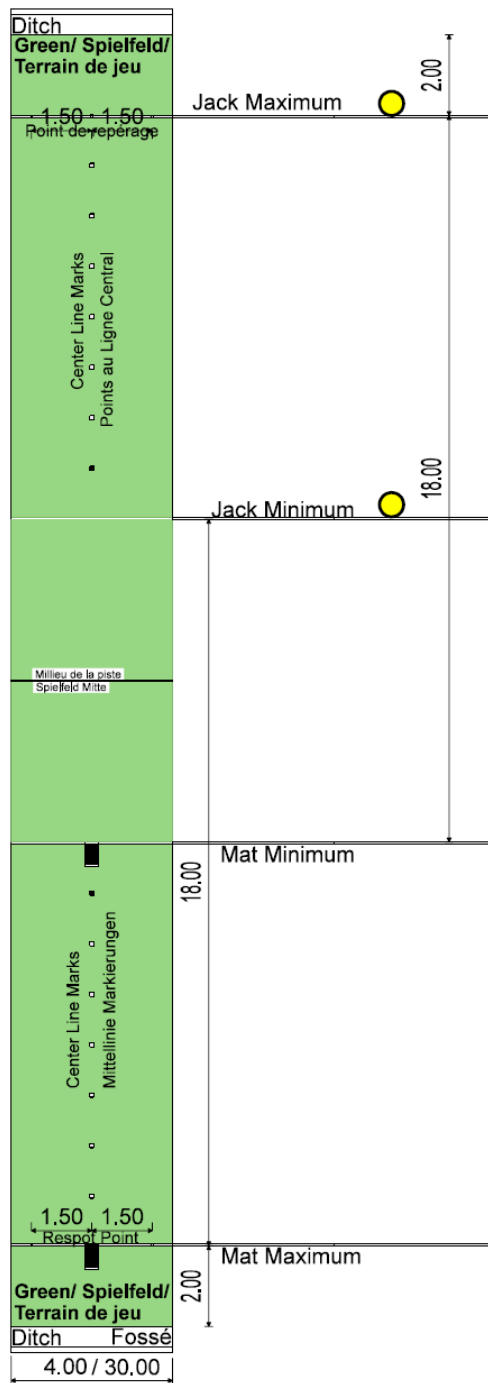 Ditch
Green/ Spielfeld/
Terrain de jeu
2.00
Jack Maximum
1.50 1.50
Point de repérage
Center Line Marks
Points au Ligne Central
18.00
Jack Minimum
Millieu de la piste
Spielfeld Mitte
Mat Minimum
18.00
Center Line Marks
Mittellinie Markierungen
1.50 1.50
Respot Point
Mat Maximum
2.00
Green/ Spielfeld/
Terrain de jeu
Ditch Fossé
4.00 / 30.00